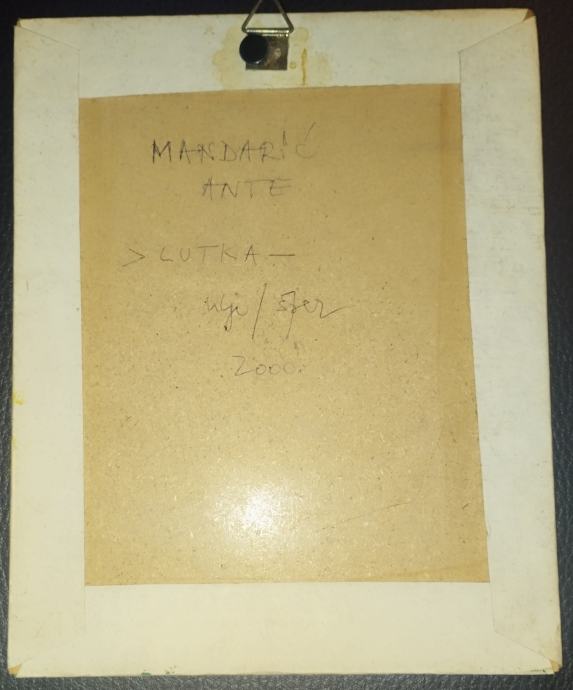 MANDARIĆ
ANTE
> LUTKA —
ulje / šper
2000.